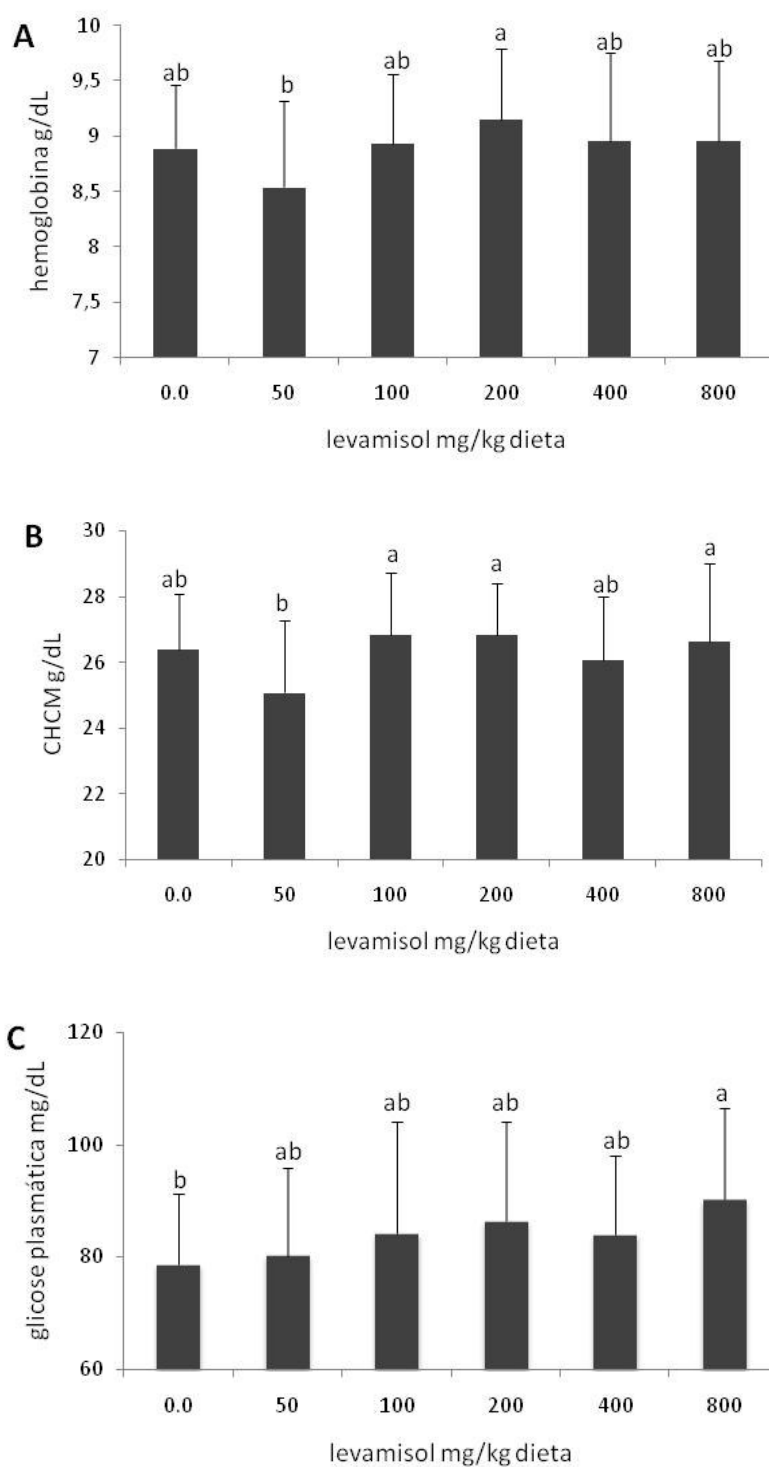 A
hemoglobina g/dL
10
9,5
9
8,5
8
7,5
7
ab
b
ab
a
ab
ab
0.0 50 100 200 400 800
levamisol mg/kg dieta
B
CHCM g/dL
30
28
26
24
22
20
ab
b
a
a
ab
a
0.0 50 100 200 400 800
levamisol mg/kg dieta
C
glicose plasmática mg/dL
120
100
80
60
b
ab
ab
ab
ab
a
0.0 50 100 200 400 800
levamisol mg/kg dieta